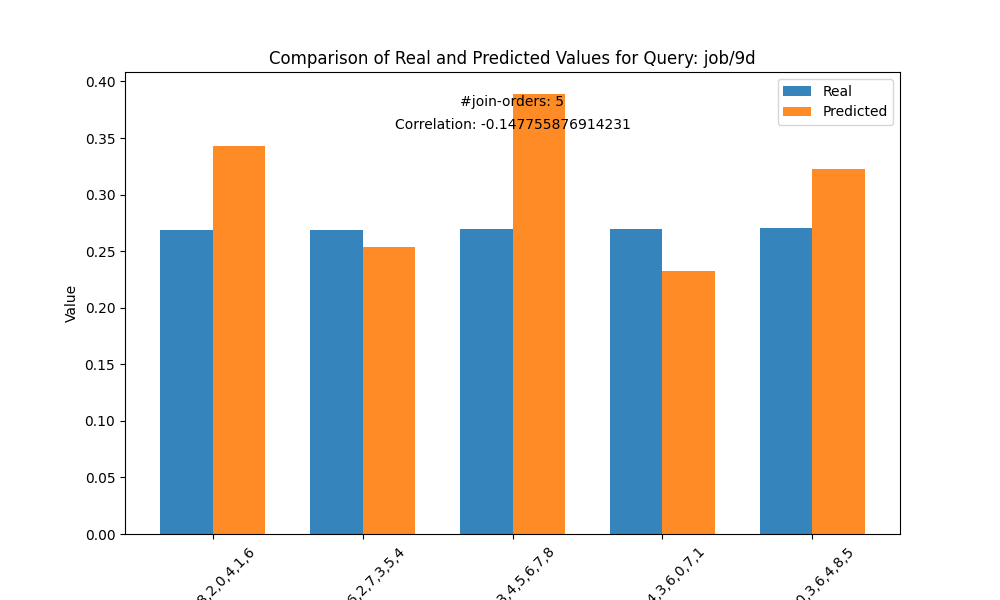 Comparison of Real and Predicted Values for Query: job/9d
#join-orders: 5
Correlation: -0.147755876914231
Real
Predicted
Value
0.40
0.35
0.30
0.25
0.20
0.15
0.10
0.05
0.00
8,2,0,4,1,6
6,2,7,3,5,4
3,4,5,6,7,8
4,3,6,0,7,1
0,3,6,4,8,5